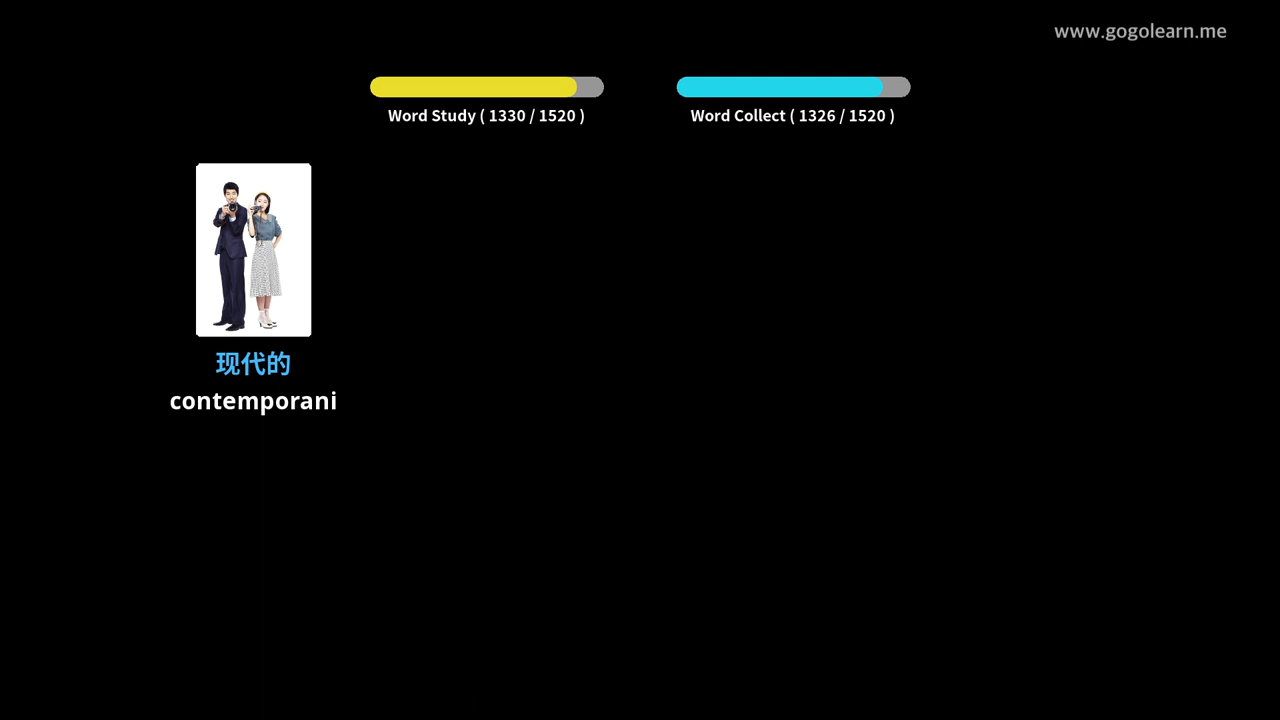 www.gogolearn.me
Word Study ( 1330 / 1520 )
Word Collect ( 1326 / 1520 )
现代的
contemporani